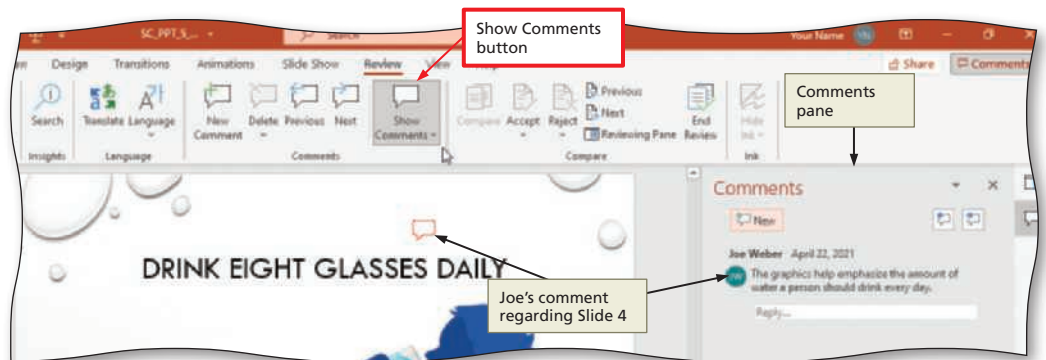 SC_PPT_5_...
Search
Your Name
YN
Show Comments
button
Design Transitions Animations Slide Show Review View Help
Share Comments
Search
Translate Language
New
Comment
Delete Previous Next
Show
Comments
Compare Accept Reject
Previous
Next
Reviewing Pane
End
Review
Hide
Ink
Insights Language Comments Compare Ink
Comments
pane
Comments
New
Joe Weber April 22, 2021
JW
The graphics help emphasize the amount of
water a person should drink every day.
Reply...
DRINK EIGHT GLASSES DAILY
Joe's comment
regarding Slide 4